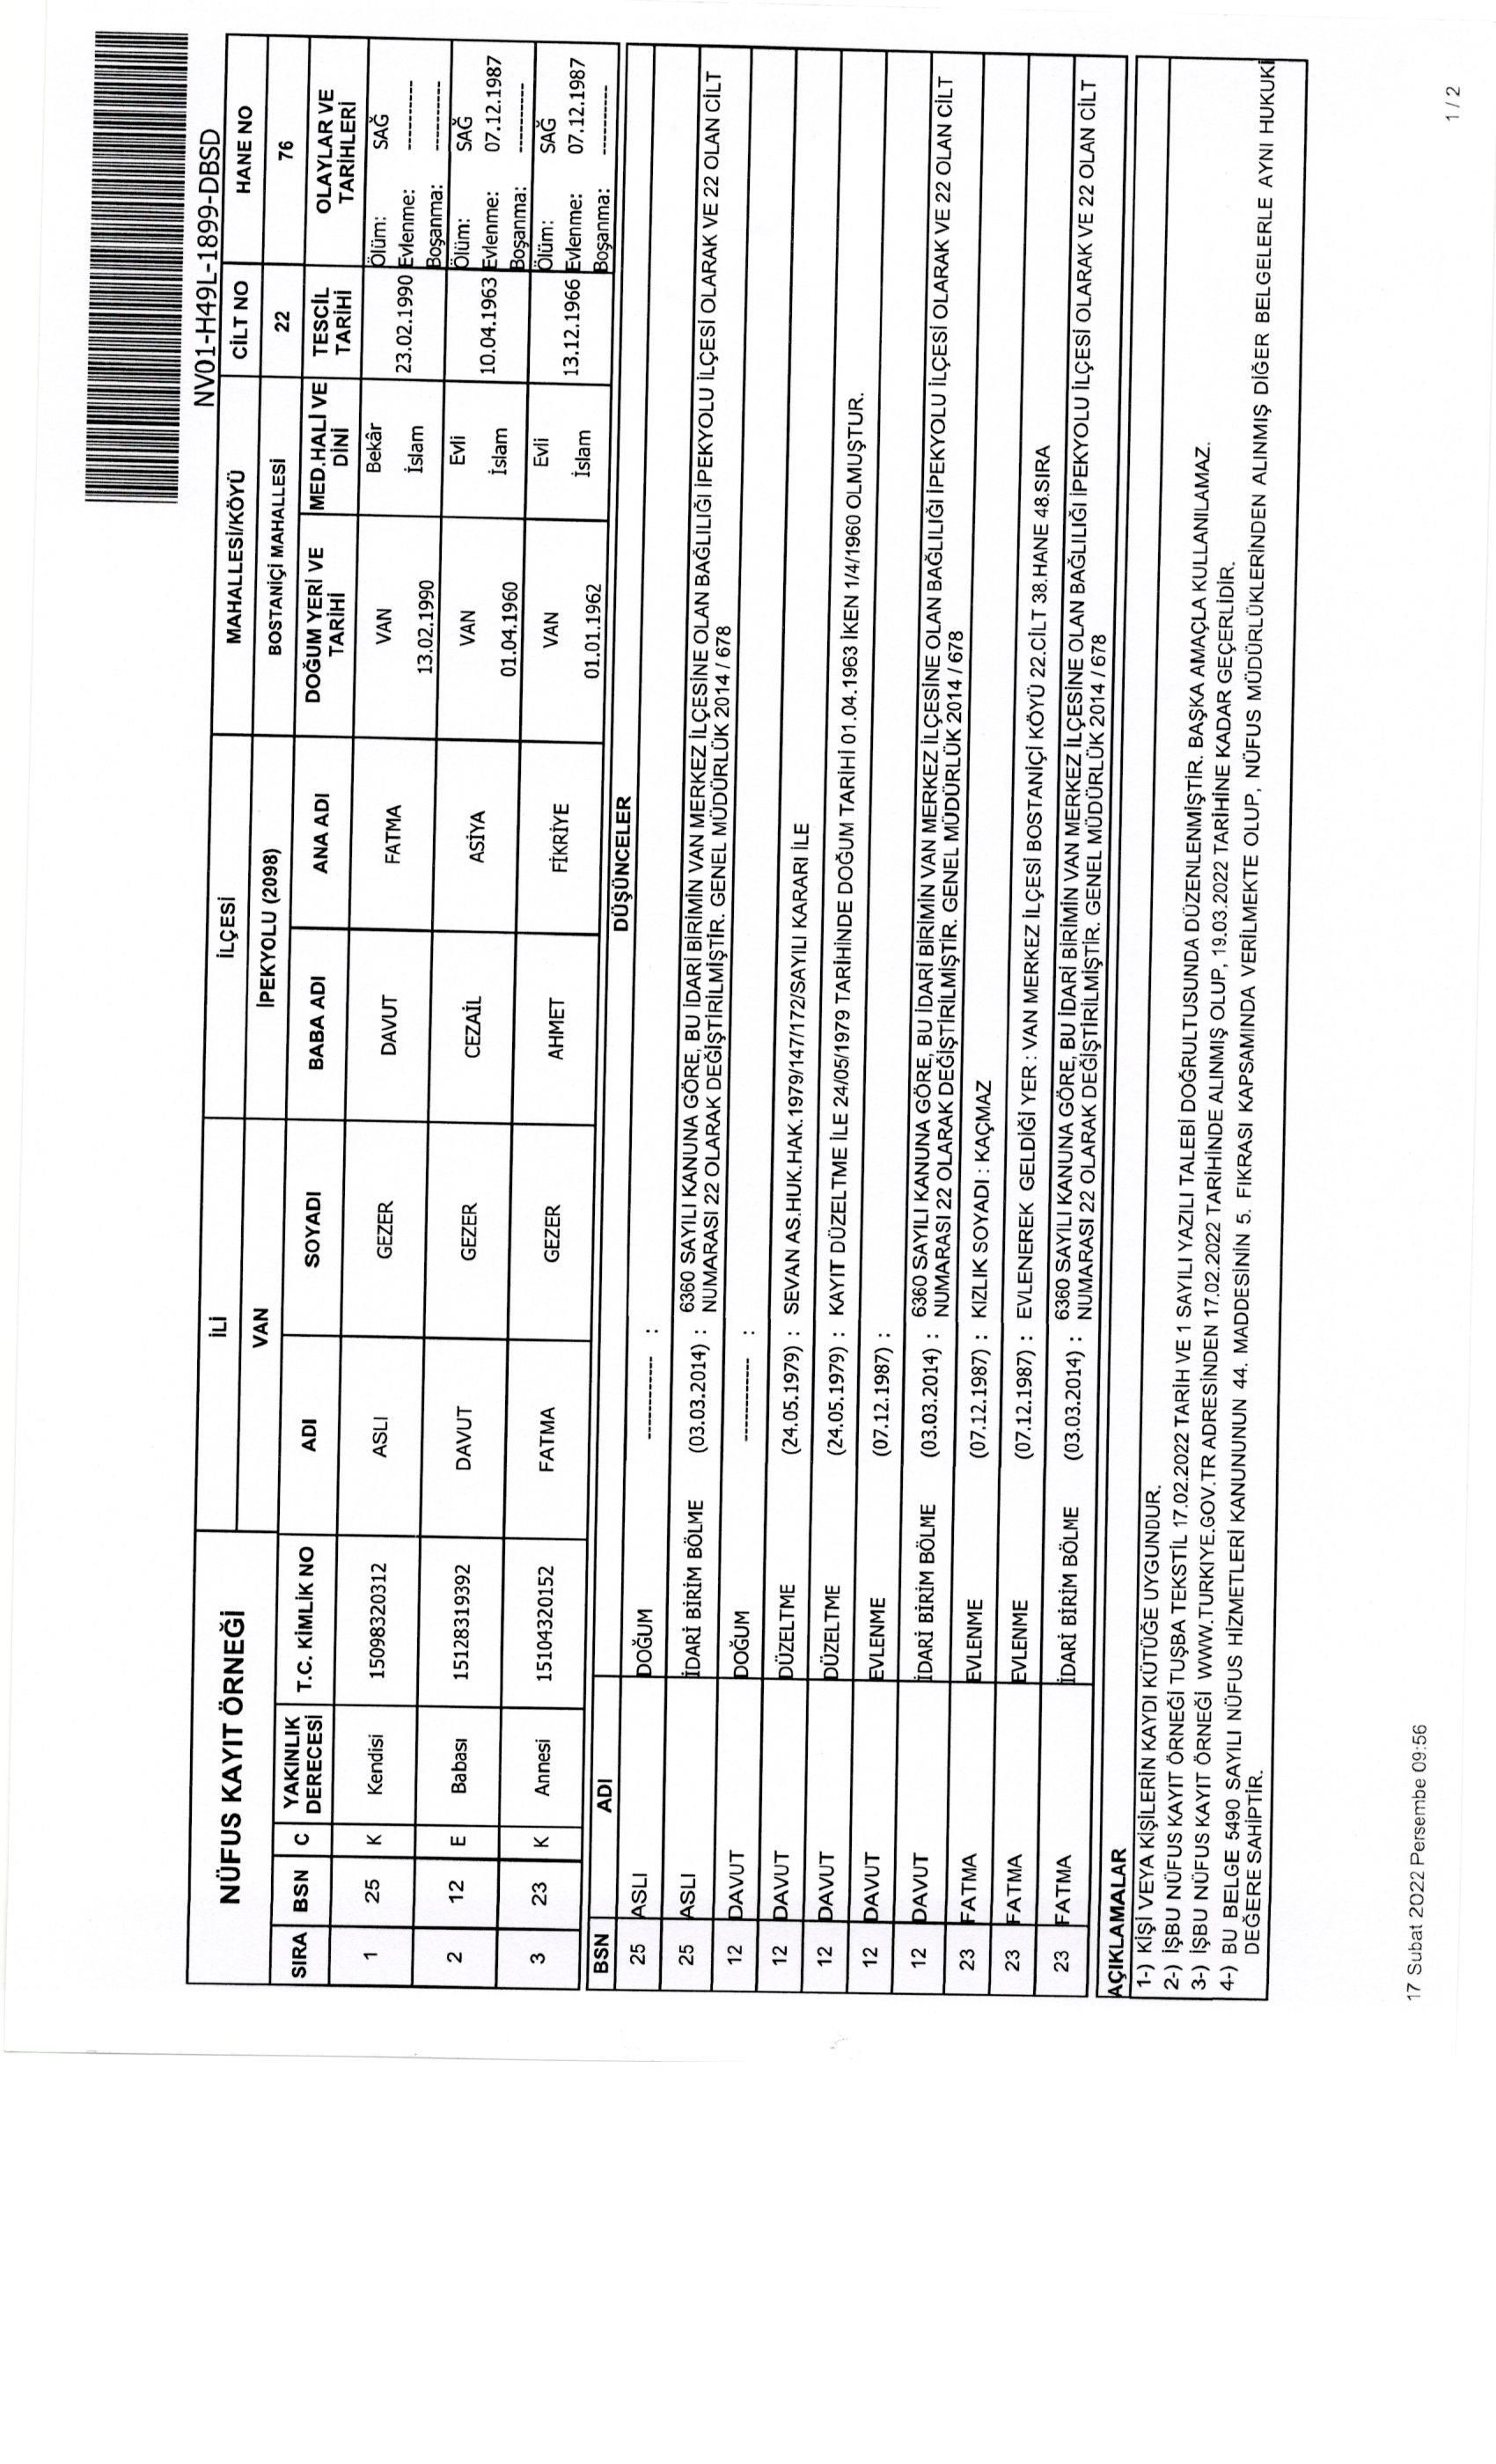 NV01-H49L-1899-DBSD
NÜFUS KAYIT ÖRNEĞİ
İLİ İLÇESİ MAHALLESİ/KÖYÜ CİLT NO HANE NO
VAN İPEKYOLU (2098) BOSTANİÇİ MAHALLESİ 22 76
SIRA BSN C YAKINLIK DERECESİ T.C. KİMLİK NO ADI SOYADI BABA ADI ANA ADI DOĞUM YERİ VE TARİHİ MED.HALİ VE DİNİ TESCİL TARİHİ OLAYLAR VE TARİHLERİ
1 25 K Kendisi 15098320312 ASLI GEZER DAVUT FATMA VAN 13.02.1990 Bekâr İslam 23.02.1990 Ölüm: SAĞ
Evlenme: ----------
Boşanma: ----------
2 12 E Babası 15128319392 DAVUT GEZER CEZAİL ASİYA VAN 01.04.1960 Evli İslam 10.04.1963 Ölüm: SAĞ
Evlenme: 07.12.1987
Boşanma: ----------
3 23 K Annesi 15104320152 FATMA GEZER AHMET FİKRİYE VAN 01.01.1962 Evli İslam 13.12.1966 Ölüm: SAĞ
Evlenme: 07.12.1987
Boşanma: ----------
BSN ADI DÜŞÜNCELER
25 ASLI DOĞUM ----------- :
25 ASLI İDARİ BİRİM BÖLME (03.03.2014) : 6360 SAYILI KANUNA GÖRE, BU İDARİ BİRİMİN VAN MERKEZ İLÇESİNE OLAN BAĞLILIĞI İPEKYOLU İLÇESİ OLARAK VE 22 OLAN CİLT
NUMARASI 22 OLARAK DEĞİŞTİRİLMİŞTİR. GENEL MÜDÜRLÜK 2014 / 678
12 DAVUT DOĞUM ----------- :
12 DAVUT DÜZELTME (24.05.1979) : SEVAN AS.HUK.HAK.1979/147/172/SAYILI KARARI İLE
12 DAVUT DÜZELTME (24.05.1979) : KAYIT DÜZELTME İLE 24/05/1979 TARİHİNDE DOĞUM TARİHİ 01.04.1963 İKEN 1/4/1960 OLMUŞTUR.
12 DAVUT EVLENME (07.12.1987) :
12 DAVUT İDARİ BİRİM BÖLME (03.03.2014) : 6360 SAYILI KANUNA GÖRE, BU İDARİ BİRİMİN VAN MERKEZ İLÇESİNE OLAN BAĞLILIĞI İPEKYOLU İLÇESİ OLARAK VE 22 OLAN CİLT
NUMARASI 22 OLARAK DEĞİŞTİRİLMİŞTİR. GENEL MÜDÜRLÜK 2014 / 678
23 FATMA EVLENME (07.12.1987) : KIZLIK SOYADI : KAÇMAZ
23 FATMA EVLENME (07.12.1987) : EVLENEREK GELDİĞİ YER : VAN MERKEZ İLÇESİ BOSTANİÇİ KÖYÜ 22.CİLT 38.HANE 48.SIRA
23 FATMA İDARİ BİRİM BÖLME (03.03.2014) : 6360 SAYILI KANUNA GÖRE, BU İDARİ BİRİMİN VAN MERKEZ İLÇESİNE OLAN BAĞLILIĞI İPEKYOLU İLÇESİ OLARAK VE 22 OLAN CİLT
NUMARASI 22 OLARAK DEĞİŞTİRİLMİŞTİR. GENEL MÜDÜRLÜK 2014 / 678
AÇIKLAMALAR
1-) KİŞİ VEYA KİŞİLERİN KAYDI KÜTÜĞE UYGUNDUR.
2-) İŞBU NÜFUS KAYIT ÖRNEĞİ TUŞBA TEKSTİL 17.02.2022 TARİH VE 1 SAYILI YAZILI TALEBİ DOĞRULTUSUNDA DÜZENLENMİŞTİR. BAŞKA AMAÇLA KULLANILAMAZ.
3-) İŞBU NÜFUS KAYIT ÖRNEĞİ WWW.TURKIYE.GOV.TR ADRESİNDEN 17.02.2022 TARİHİNDE ALINMIŞ OLUP, 19.03.2022 TARİHİNE KADAR GEÇERLİDİR.
4-) BU BELGE 5490 SAYILI NÜFUS HİZMETLERİ KANUNUNUN 44. MADDESİNİN 5. FIKRASI KAPSAMINDA VERİLMEKTE OLUP, NÜFUS MÜDÜRLÜKLERİNDEN ALINMIŞ DİĞER BELGELERLE AYNI HUKUKİ
DEĞERE SAHİPTİR.
17 Subat 2022 Persembe 09:56
1 / 2